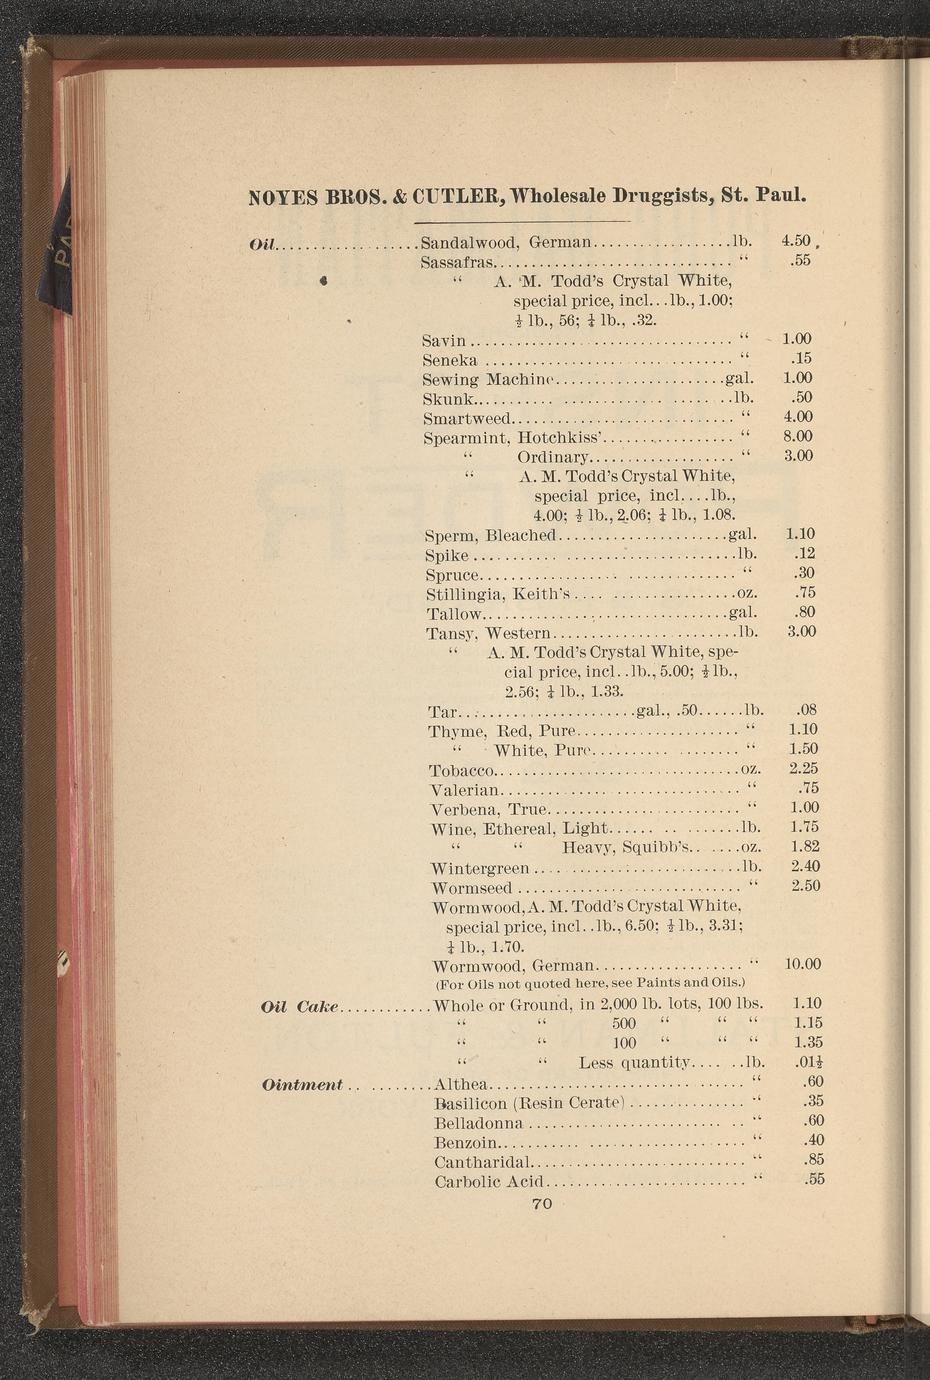 NOYES BROS. & CUTLER, Wholesale Druggists, St. Paul.
Oil...................Sandalwood, German..................lb. 4.50
Sassafras................................ “ .55
“ A. M. Todd's Crystal White,
special price, incl...lb., 1.00;
½ lb., 56; ¼ lb., .32.
Savin ................................... “ 1.00
Seneka ................................. “ .15
Sewing Machine.......................gal. 1.00
Skunk..................................lb. .50
Smartweed.............................. “ 4.00
Spearmint, Hotchkiss'.................. “ 8.00
“ Ordinary................... “ 3.00
“ A. M. Todd's Crystal White,
special price, incl....lb.,
4.00; ½ lb., 2.06; ¼ lb., 1.08.
Sperm, Bleached.......................gal. 1.10
Spike ...................................lb. .12
Spruce.................................. “ .30
Stillingia, Keith's .... ................oz. .75
Tallow.................................gal. .80
Tansy, Western.........................lb. 3.00
“ A. M. Todd's Crystal White, spe-
cial price, incl..lb., 5.00; ½ lb.,
2.56; ¼ lb., 1.33.
Tar........................gal., .50......lb. .08
Thyme, Red, Pure...................... “ 1.10
“ White, Pure.......... ........ “ 1.50
Tobacco.................................oz. 2.25
Valerian................................ “ .75
Verbena, True.......................... “ 1.00
Wine, Ethereal, Light...... .. ........lb. 1.75
“ “ Heavy, Squibb's.. .....oz. 1.82
Wintergreen ............................lb. 2.40
Wormseed .............................. “ 2.50
Wormwood, A. M. Todd's Crystal White,
special price, incl..lb., 6.50; ½ lb., 3.31;
¼ lb., 1.70.
Wormwood, German.................... “ 10.00
(For Oils not quoted here, see Paints and Oils.)
Oil Cake............Whole or Ground, in 2,000 lb. lots, 100 lbs. 1.10
“ “ 500 “ “ “ 1.15
“ “ 100 “ “ “ 1.35
“ “ Less quantity.... ..lb. .01½
Ointment .. ..........Althea.................................. “ .60
Basilicon (Resin Cerate) ............... “ .35
Belladonna .......................... .. “ .60
Benzoin.. ... ..................... “ .40
Cantharidal............................. “ .85
Carbolic Acid........................... “ .55
70